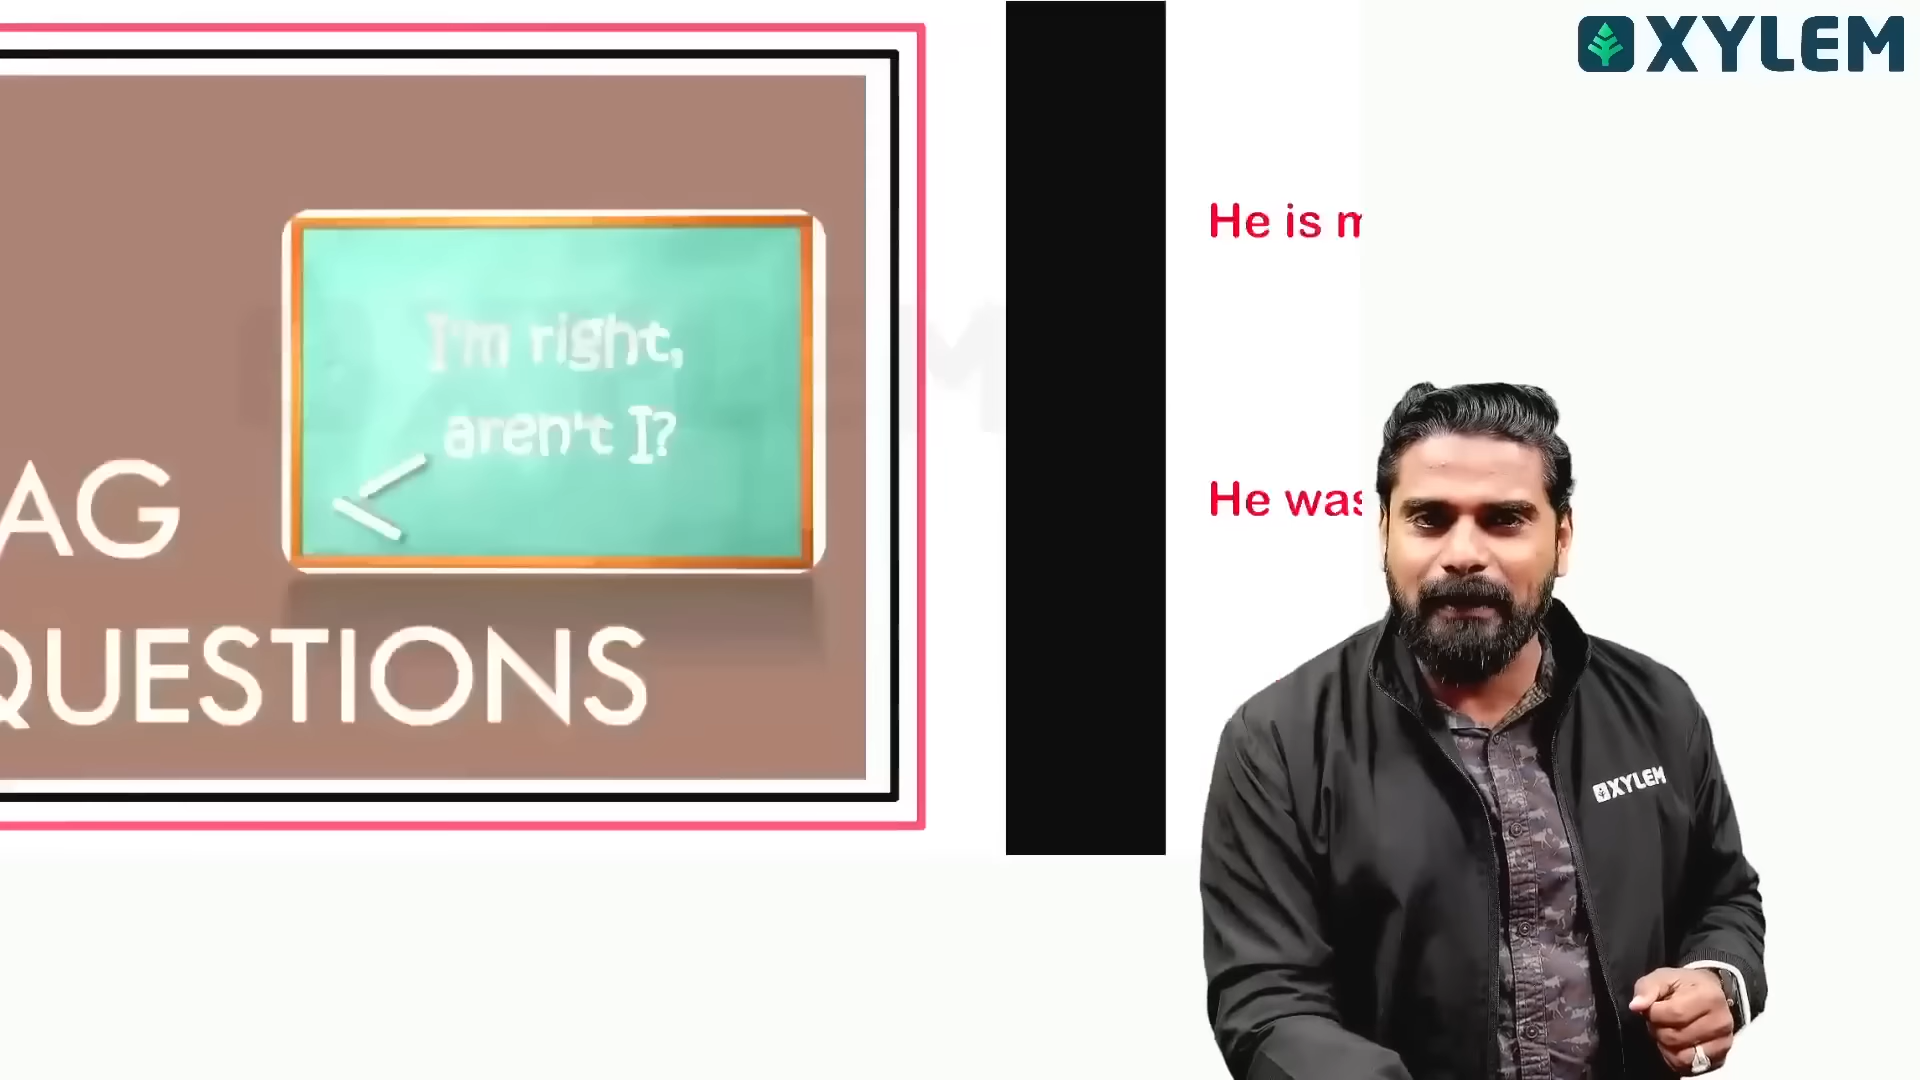 XYLEM
I'm right,
aren't I?
AG
QUESTIONS
He is m
He was
XYLEM